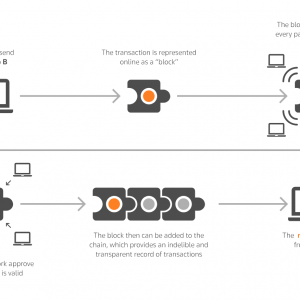 The blo
send
The transaction is represented
every pa
B
online as a “block”
The block then can be added to the
The
chain, which provides an indelible and
fr
rk approve
transparent record of transactions
is valid